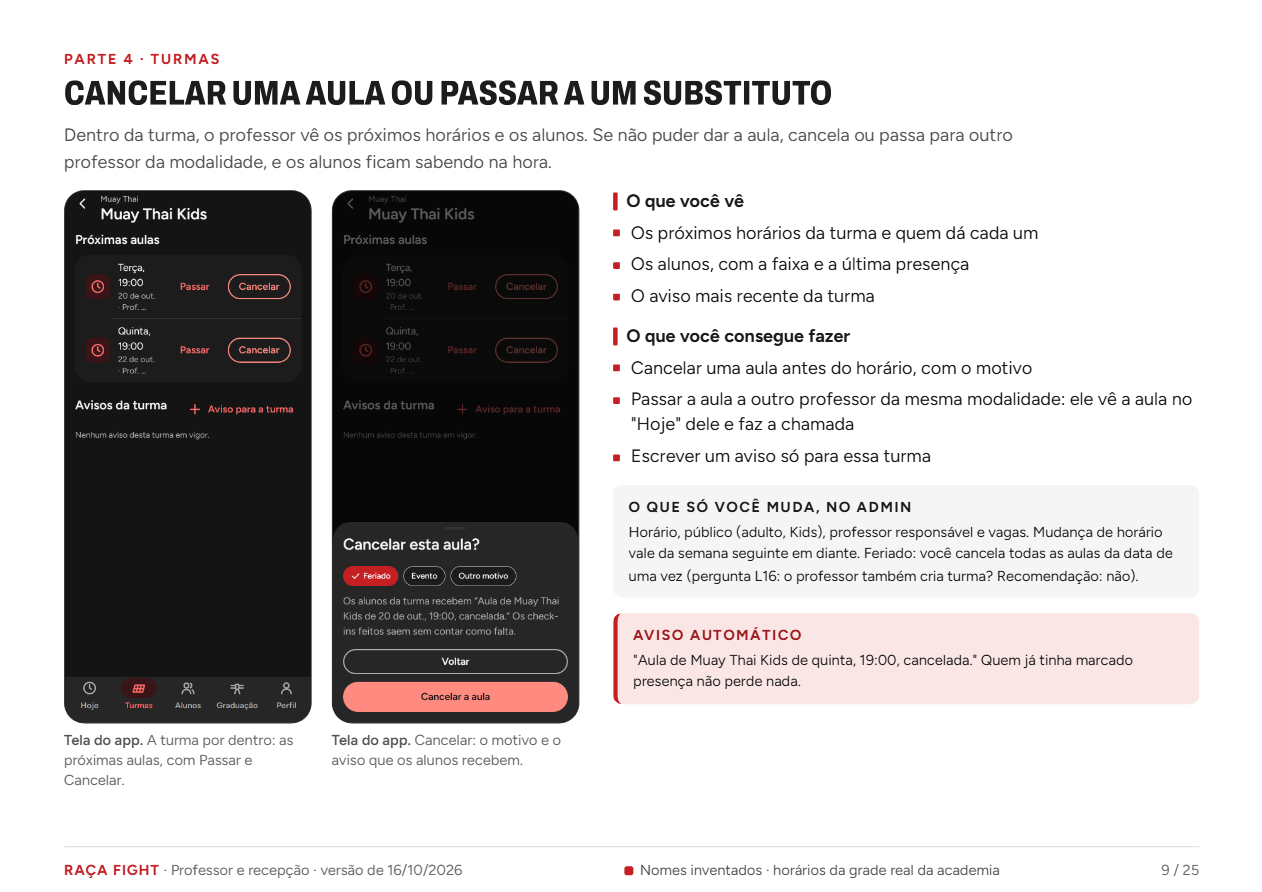 PARTE 4 · TURMAS
CANCELAR UMA AULA OU PASSAR A UM SUBSTITUTO
Dentro da turma, o professor vê os próximos horários e os alunos. Se não puder dar a aula, cancela ou passa para outro
professor da modalidade, e os alunos ficam sabendo na hora.
Muay Thai
Muay Thai Kids
Próximas aulas
Terça,
19:00
20 de out.
· Prof. ...
Passar
Cancelar
Quinta,
19:00
22 de out.
· Prof. ...
Passar
Cancelar
Avisos da turma
+ Aviso para a turma
Nenhum aviso desta turma em vigor.
Hoje
Turmas
Alunos
Graduação
Perfil
Tela do app. A turma por dentro: as
próximas aulas, com Passar e
Cancelar.
Muay Thai
Muay Thai Kids
Próximas aulas
Terça,
19:00
20 de out.
· Prof. ...
Passar
Cancelar
Quinta,
19:00
22 de out.
· Prof. ...
Passar
Cancelar
Avisos da turma
+ Aviso para a turma
Nenhum aviso desta turma em vigor.
Cancelar esta aula?
Feriado
Evento
Outro motivo
Os alunos da turma recebem "Aula de Muay Thai
Kids de 20 de out., 19:00, cancelada." Os check-
ins feitos saem sem contar como falta.
Voltar
Cancelar a aula
Tela do app. Cancelar: o motivo e o
aviso que os alunos recebem.
O que você vê
Os próximos horários da turma e quem dá cada um
Os alunos, com a faixa e a última presença
O aviso mais recente da turma
O que você consegue fazer
Cancelar uma aula antes do horário, com o motivo
Passar a aula a outro professor da mesma modalidade: ele vê a aula no
"Hoje" dele e faz a chamada
Escrever um aviso só para essa turma
O QUE SÓ VOCÊ MUDA, NO ADMIN
Horário, público (adulto, Kids), professor responsável e vagas. Mudança de horário
vale da semana seguinte em diante. Feriado: você cancela todas as aulas da data de
uma vez (pergunta L16: o professor também cria turma? Recomendação: não).
AVISO AUTOMÁTICO
"Aula de Muay Thai Kids de quinta, 19:00, cancelada." Quem já tinha marcado
presença não perde nada.
RAÇA FIGHT · Professor e recepção · versão de 16/10/2026
Nomes inventados · horários da grade real da academia
9 / 25